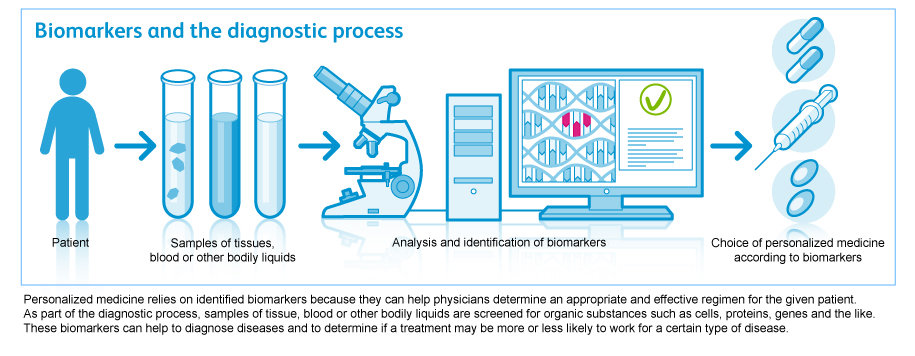 Biomarkers and the diagnostic process
Patient
Samples of tissues,
blood or other bodily liquids
Analysis and identification of biomarkers
Choice of personalized medicine
according to biomarkers
Personalized medicine relies on identified biomarkers because they can help physicians determine an appropriate and effective regimen for the given patient.
As part of the diagnostic process, samples of tissue, blood or other bodily liquids are screened for organic substances such as cells, proteins, genes and the like.
These biomarkers can help to diagnose diseases and to determine if a treatment may be more or less likely to work for a certain type of disease.